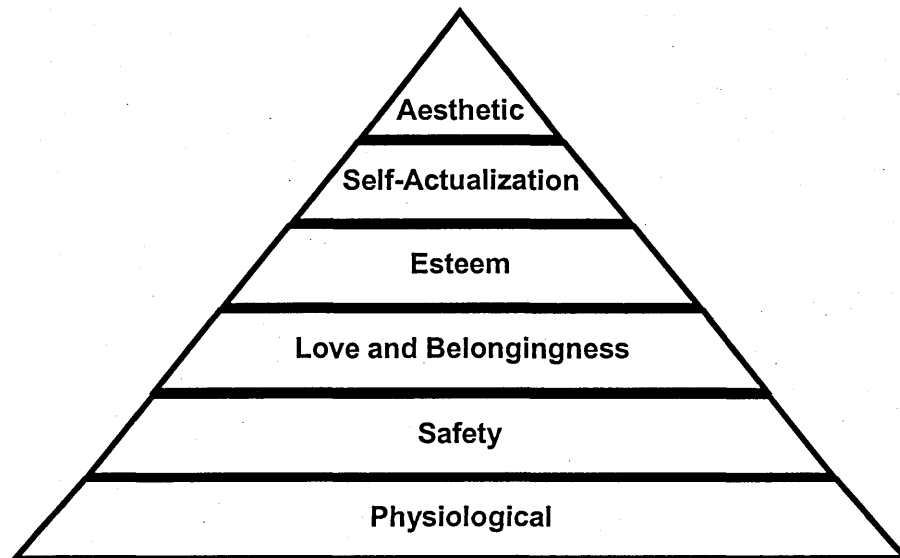 Aesthetic
Self-Actualization
Esteem
Love and Belongingness
Safety
Physiological